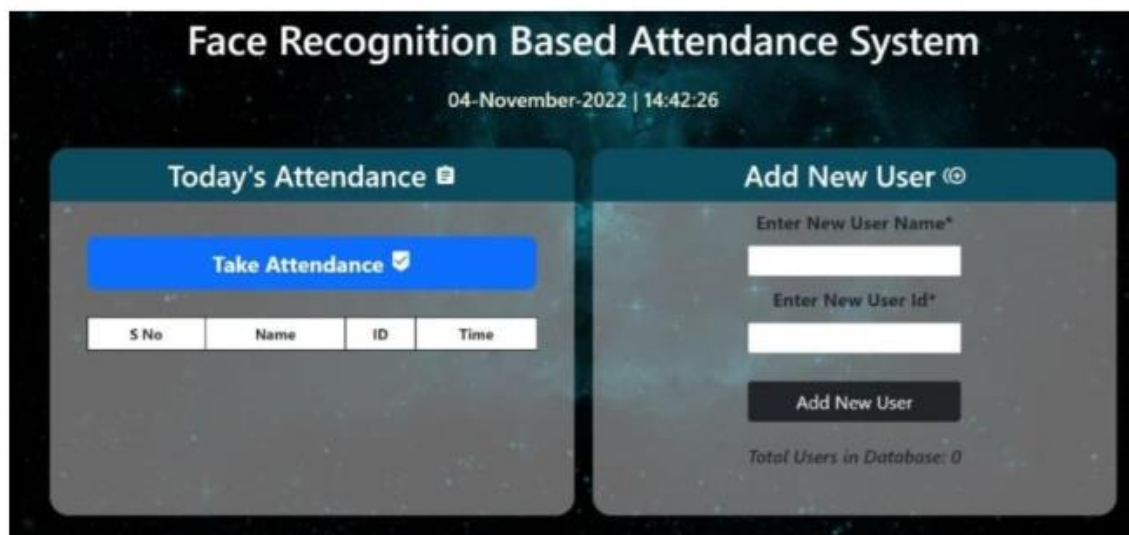 Face Recognition Based Attendance System
04-November-2022 | 14:42:26
Today's Attendance
Take Attendance
S No Name ID Time
Add New User
Enter New User Name*
Enter New User Id*
Add New User
Total Users in Database: 0